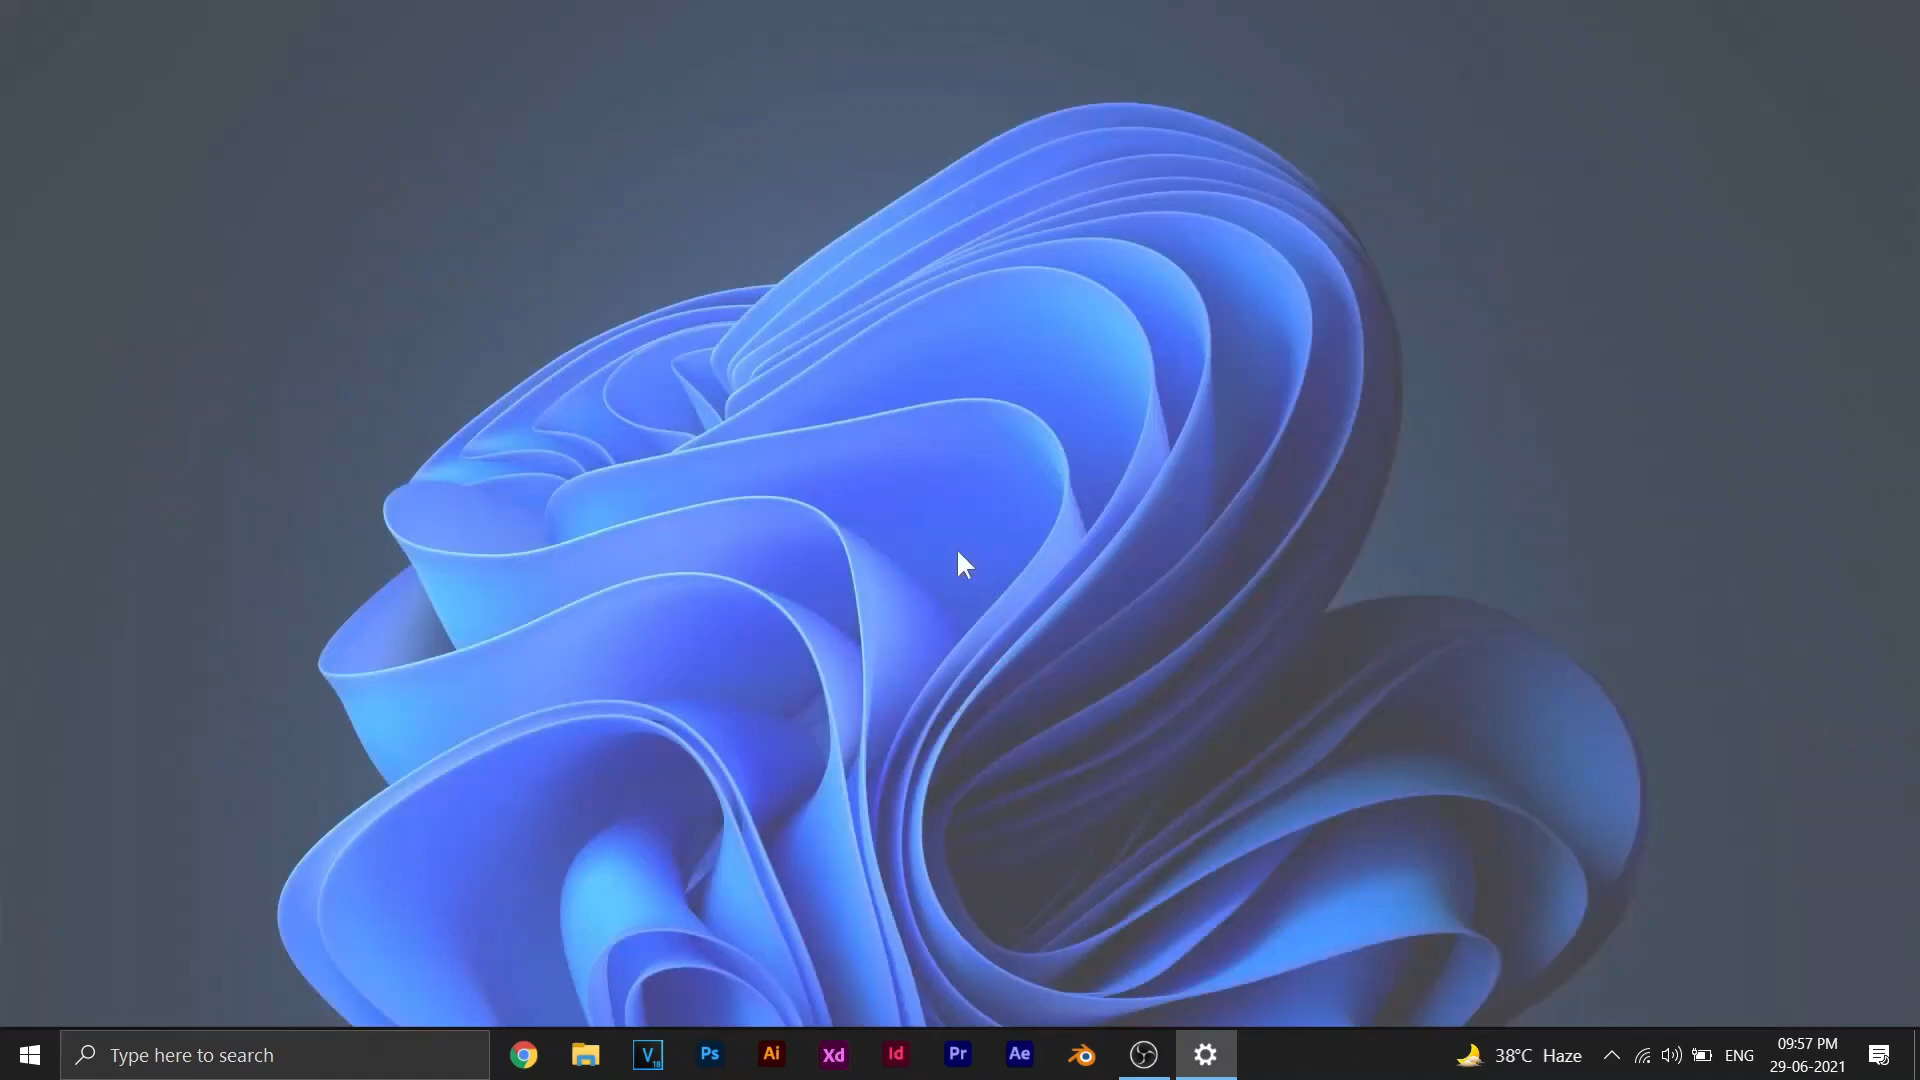 Type here to search
V
18
Ps
Ai
Xd
Id
Pr
Ae
38°C Haze
ENG
09:57 PM
29-06-2021